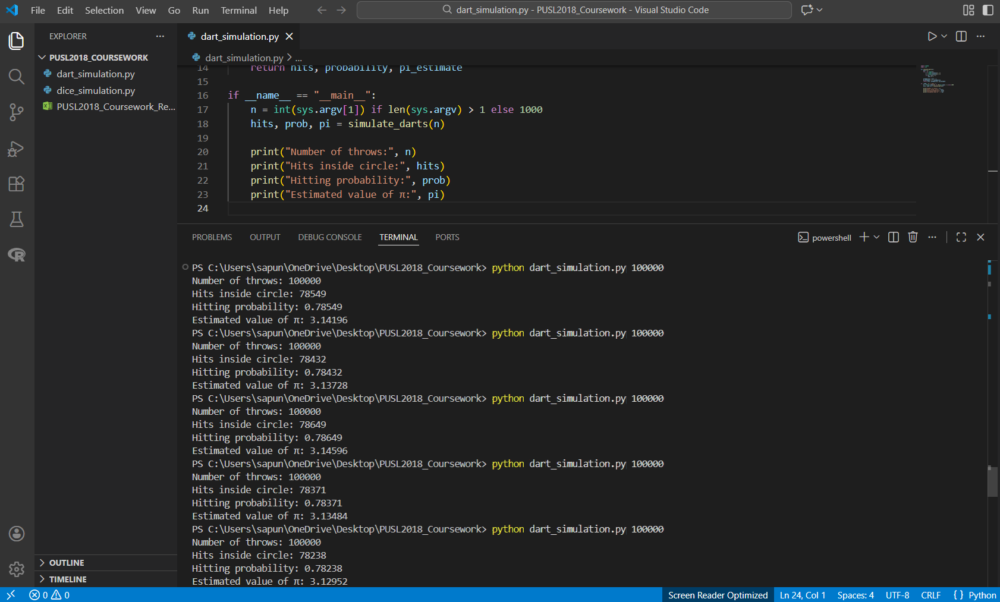 File Edit Selection View Go Run Terminal Help
dart_simulation.py - PUSL2018_Coursework - Visual Studio Code
EXPLORER
PUSL2018_COURSEWORK
dart_simulation.py
dice_simulation.py
PUSL2018_Coursework_Re...
OUTLINE
TIMELINE
dart_simulation.py
dart_simulation.py > ...
14 return hits, probability, pi_estimate
15
16 if __name__ == "__main__":
17 n = int(sys.argv[1]) if len(sys.argv) > 1 else 1000
18 hits, prob, pi = simulate_darts(n)
19
20 print("Number of throws:", n)
21 print("Hits inside circle:", hits)
22 print("Hitting probability:", prob)
23 print("Estimated value of π:", pi)
24
PROBLEMS OUTPUT DEBUG CONSOLE TERMINAL PORTS
powershell
PS C:\Users\sapun\OneDrive\Desktop\PUSL2018_Coursework> python dart_simulation.py 100000
Number of throws: 100000
Hits inside circle: 78549
Hitting probability: 0.78549
Estimated value of π: 3.14196
PS C:\Users\sapun\OneDrive\Desktop\PUSL2018_Coursework> python dart_simulation.py 100000
Number of throws: 100000
Hits inside circle: 78432
Hitting probability: 0.78432
Estimated value of π: 3.13728
PS C:\Users\sapun\OneDrive\Desktop\PUSL2018_Coursework> python dart_simulation.py 100000
Number of throws: 100000
Hits inside circle: 78649
Hitting probability: 0.78649
Estimated value of π: 3.14596
PS C:\Users\sapun\OneDrive\Desktop\PUSL2018_Coursework> python dart_simulation.py 100000
Number of throws: 100000
Hits inside circle: 78371
Hitting probability: 0.78371
Estimated value of π: 3.13484
PS C:\Users\sapun\OneDrive\Desktop\PUSL2018_Coursework> python dart_simulation.py 100000
Number of throws: 100000
Hits inside circle: 78238
Hitting probability: 0.78238
Estimated value of π: 3.12952
0 0
Screen Reader Optimized Ln 24, Col 1 Spaces: 4 UTF-8 CRLF { } Python